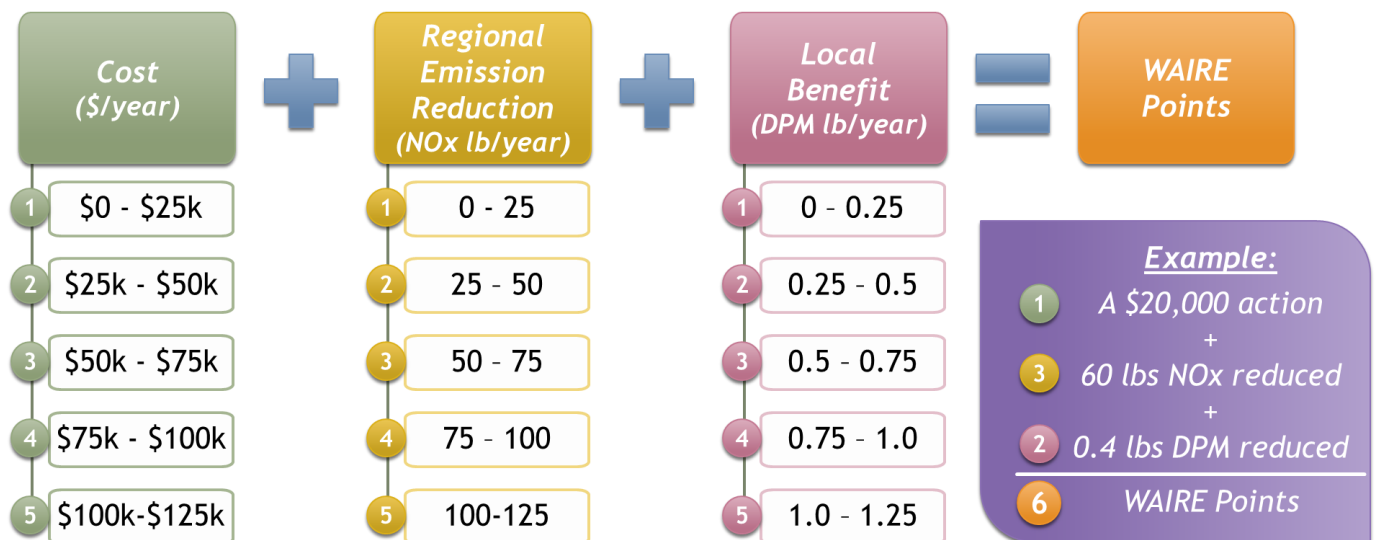 Cost
($/year)
Regional
Emission
Reduction
(NOx lb/year)
Local
Benefit
(DPM lb/year)
WAIRE
Points
1 $0 - $25k
2 $25k - $50k
3 $50k - $75k
4 $75k - $100k
5 $100k-$125k
1 0 - 25
2 25 – 50
3 50 – 75
4 75 – 100
5 100-125
1 0 – 0.25
2 0.25 – 0.5
3 0.5 – 0.75
4 0.75 – 1.0
5 1.0 – 1.25
Example:
1 A $20,000 action
+
3 60 lbs NOx reduced
+
2 0.4 lbs DPM reduced
6 WAIRE Points